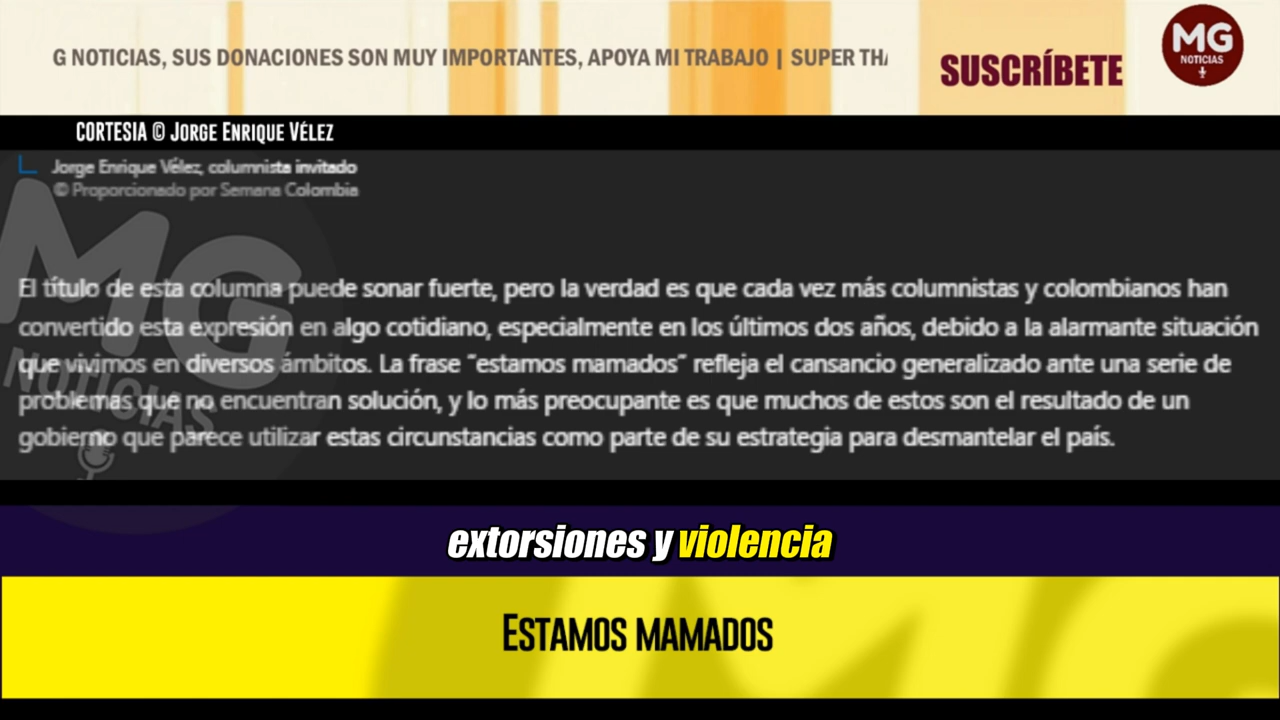 G NOTICIAS, SUS DONACIONES SON MUY IMPORTANTES, APOYA MI TRABAJO | SUPER
SUSCRÍBETE
MG
NOTICIAS
CORTESIA © JORGE ENRIQUE VÉLEZ
Jorge Enrique Vélez, columnista invitado
© Proporcionado por Semana Colombia
El título de esta columna puede sonar fuerte, pero la verdad es que cada vez más columnistas y colombianos han
convertido esta expresión en algo cotidiano, especialmente en los últimos dos años, debido a la alarmante situación
que vivimos en diversos ámbitos. La frase "estamos mamados" refleja el cansancio generalizado ante una serie de
problemas que no encuentran solución, y lo más preocupante es que muchos de estos son el resultado de un
gobierno que parece utilizar estas circunstancias como parte de su estrategia para desmantelar el país.
MG
NOTICIAS
extorsiones y violencia
ESTAMOS MAMADOS